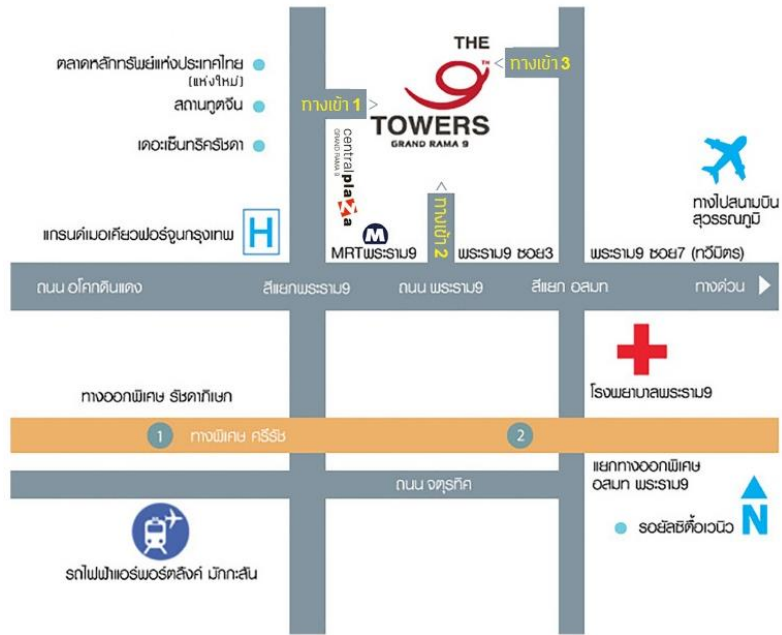 THE
9
TM
TOWERS
GRAND RAMA 9
ตลาดหลักทรัพย์แห่งประเทศไทย
(แห่งใหม่)
สถานทูตจีน
เดอะเซ็นทริครัชดา
ทางเข้า 1 >
< ทางเข้า 3
< ทางเข้า 2
centralplaza
GRAND RAMA 9
ทางไปสนามบิน
สุวรรณภูมิ
แกรนด์เมอเคียวฟอร์จูนกรุงเทพ
H
M
MRTพระราม9
พระราม9 ซอย3
พระราม9 ซอย7 (ทวีมิตร)
ถนน อโศกดินแดง
สี่แยกพระราม9
ถนน พระราม9
สี่แยก อสมท
ทางด่วน
โรงพยาบาลพระราม9
ทางออกพิเศษ รัชดาภิเษก
1
ทางพิเศษ ศรีรัช
2
ถนน จตุรทิศ
แยกทางออกพิเศษ
อสมท พระราม9
N
รอยัลซิตี้อเวนิว
รถไฟฟ้าแอร์พอร์ตลิงค์ มักกะสัน